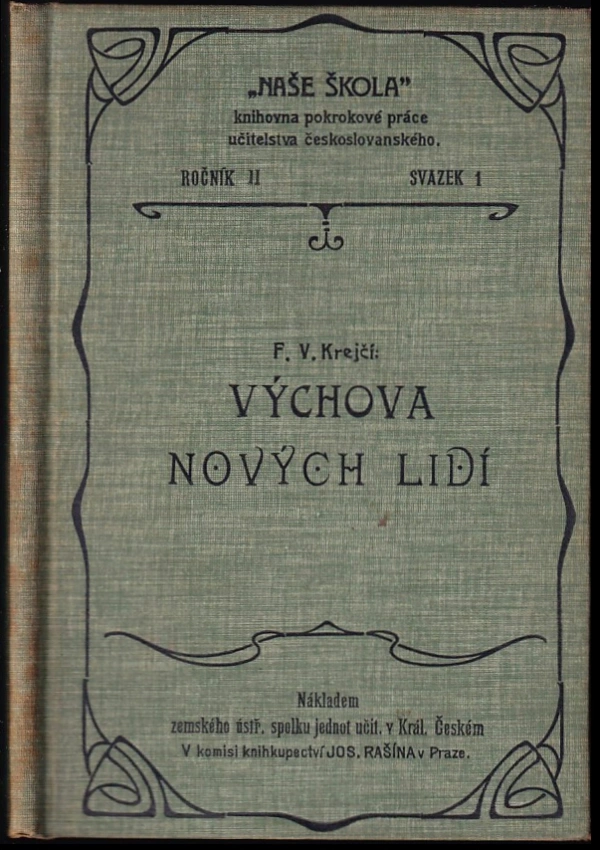 „NAŠE ŠKOLA”
knihovna pokrokové práce
učitelstva českoslovanského.
ROČNÍK II SVAZEK 1
F. V. Krejčí:
VÝCHOVA
NOVÝCH LIDÍ
Nákladem
zemského ústř. spolku jednot učit. v Král. Českém
V komisi knihkupectví JOS. RAŠÍNA v Praze.